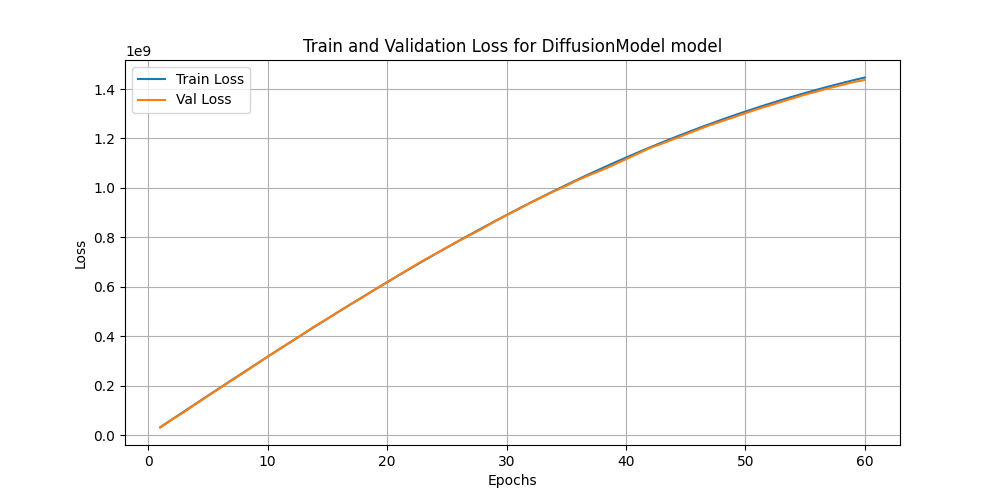 Train and Validation Loss for DiffusionModel model
1e9
Train Loss
Val Loss
1.4
1.2
1.0
0.8
0.6
0.4
0.2
0.0
Loss
0 10 20 30 40 50 60
Epochs